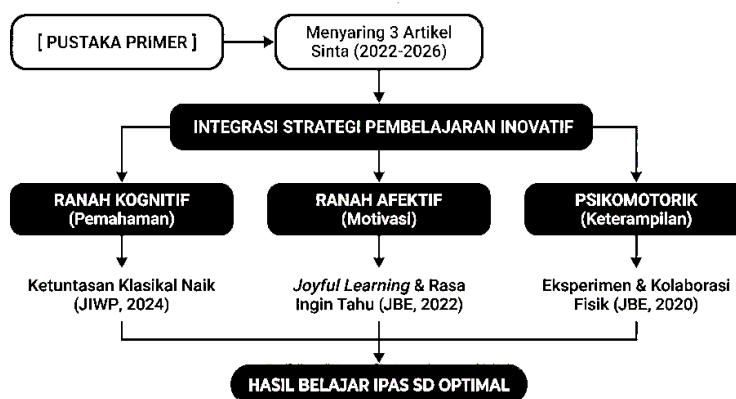 [ PUSTAKA PRIMER ]
Menyaring 3 Artikel
Sinta (2022-2026)
INTEGRASI STRATEGI PEMBELAJARAN INOVATIF
RANAH KOGNITIF
(Pemahaman)
RANAH AFEKTIF
(Motivasi)
PSIKOMOTORIK
(Keterampilan)
Ketuntasan Klasikal Naik
(JIWP, 2024)
Joyful Learning & Rasa
Ingin Tahu (JBE, 2022)
Eksperimen & Kolaborasi
Fisik (JBE, 2020)
HASIL BELAJAR IPAS SD OPTIMAL